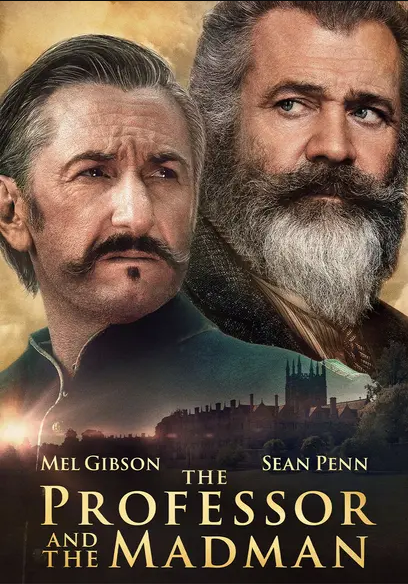 MEL GIBSON SEAN PENN
THE
PROFESSOR
AND THE MADMAN